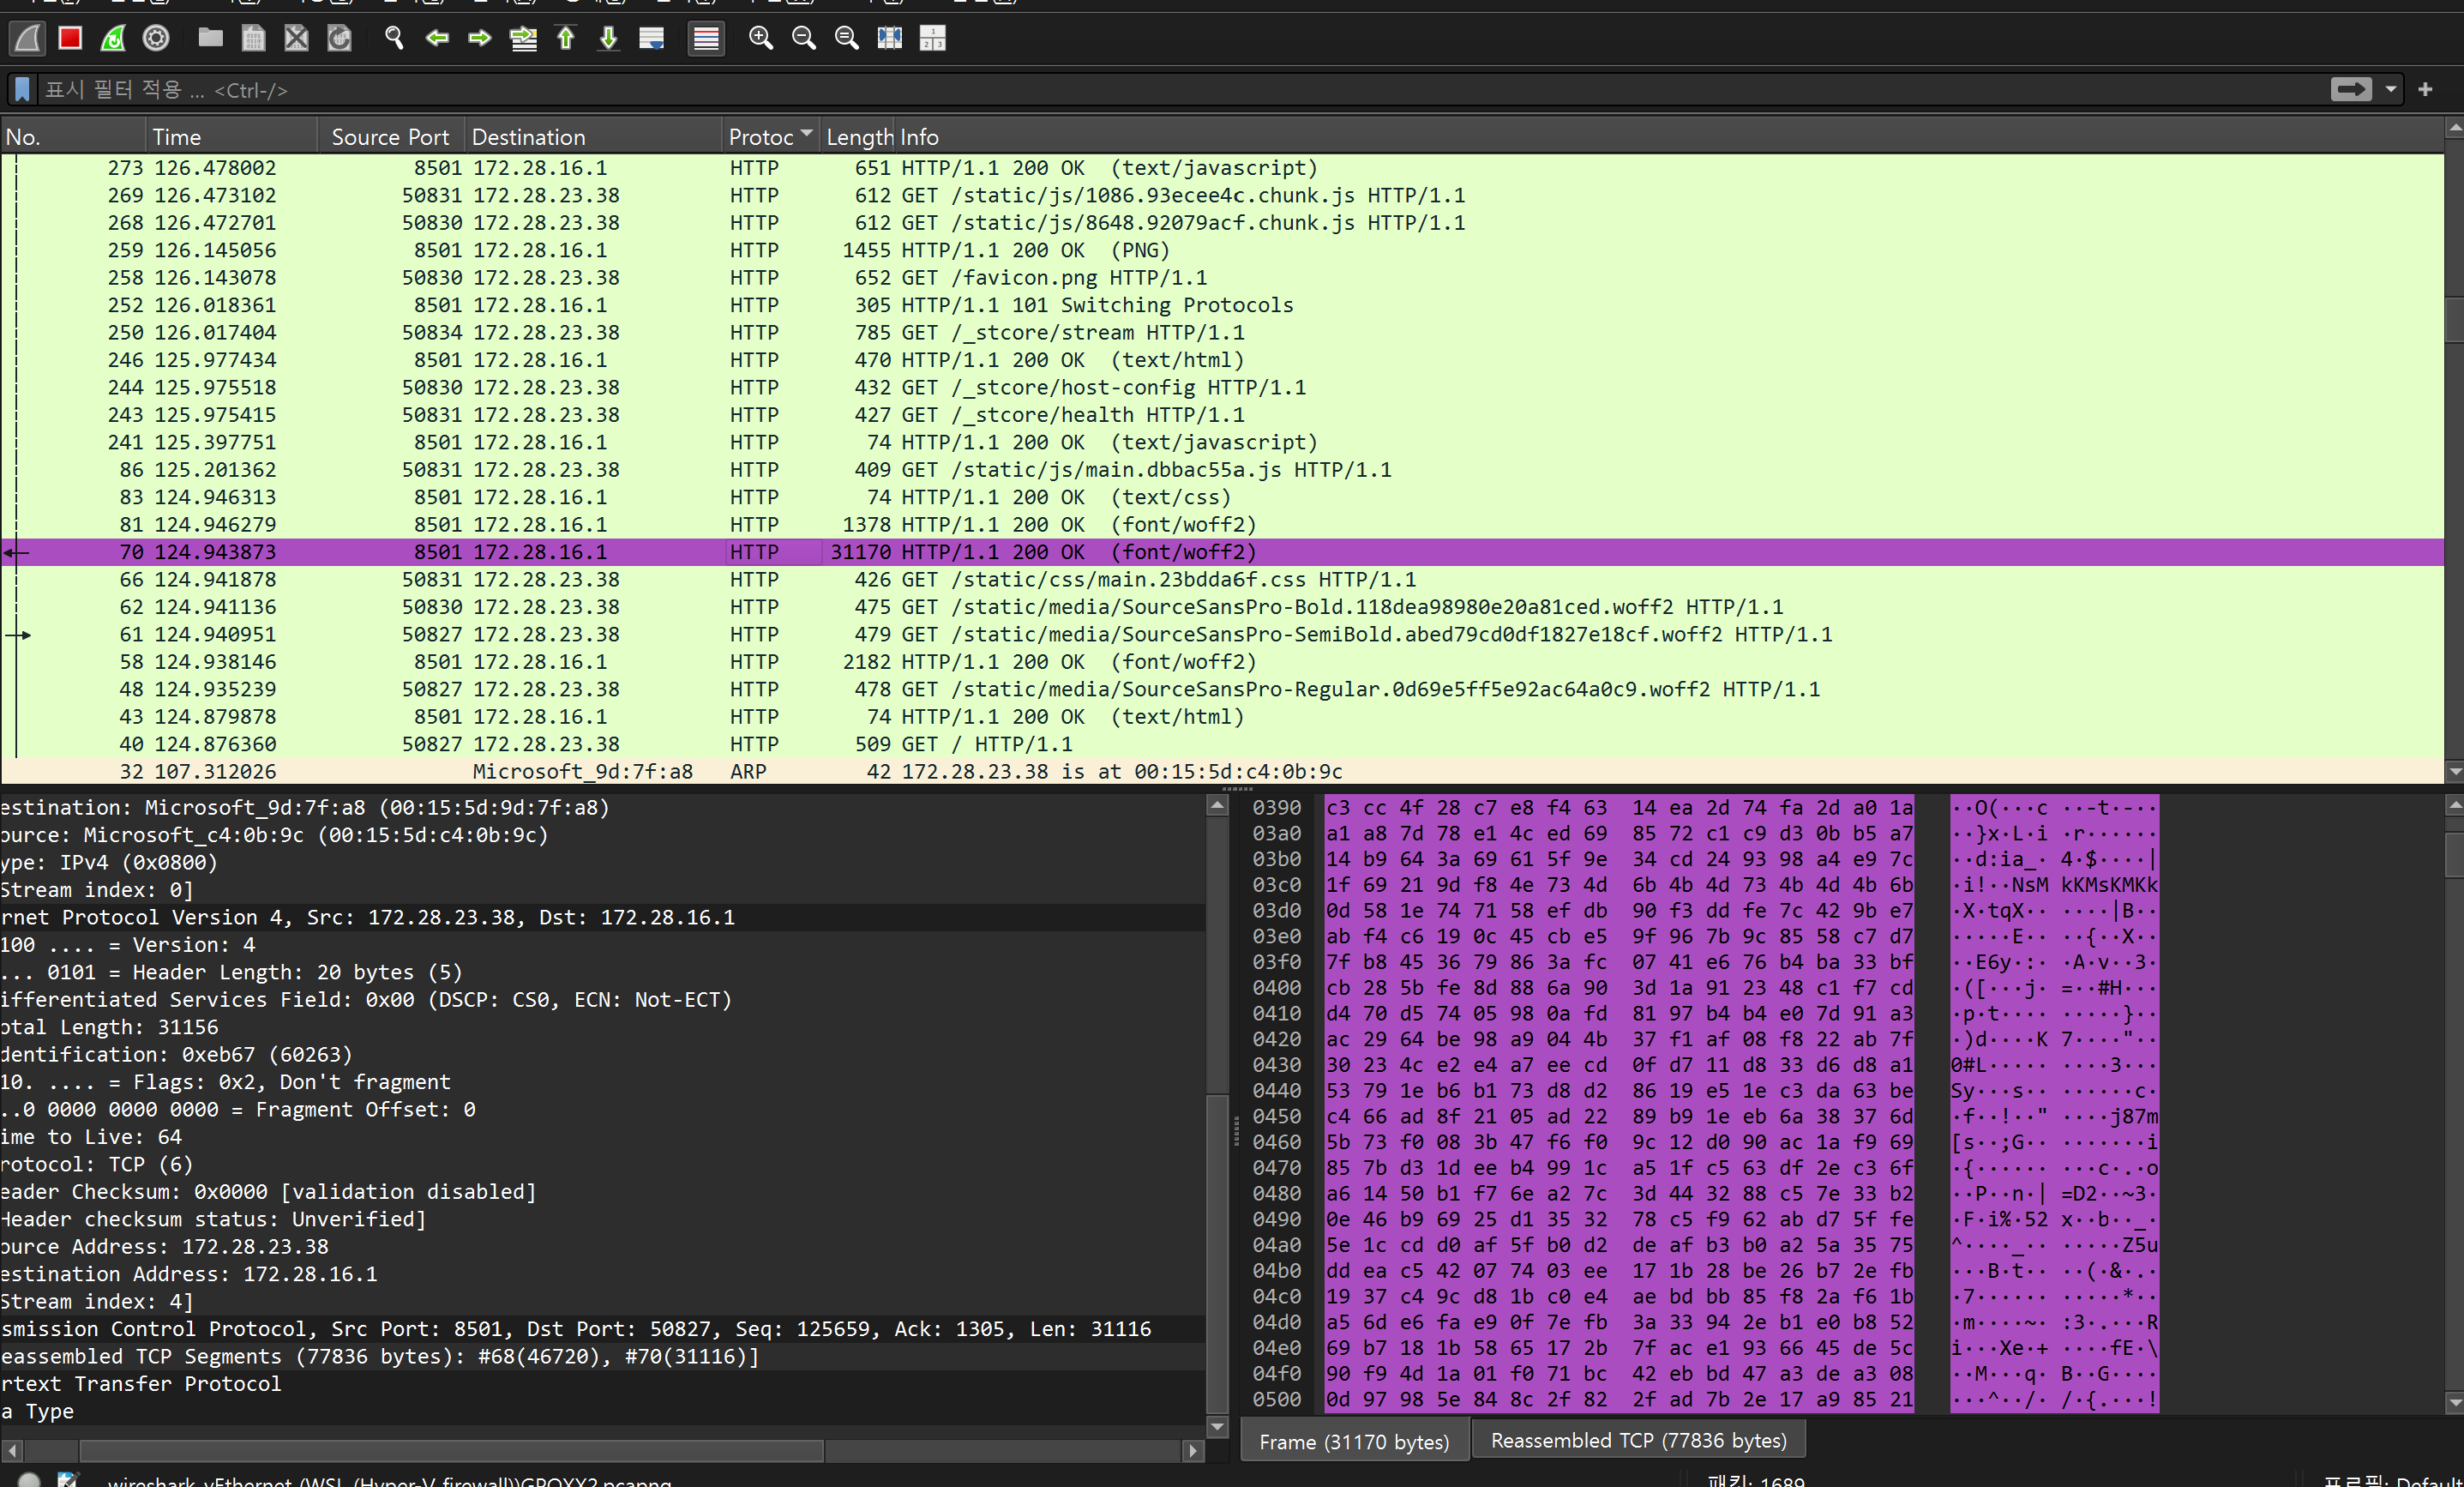 표시 필터 적용 ... <Ctrl-/>
No. Time Source Port Destination Protoc Length Info
273 126.478002 8501 172.28.16.1 HTTP 651 HTTP/1.1 200 OK (text/javascript)
269 126.473102 50831 172.28.23.38 HTTP 612 GET /static/js/1086.93ecee4c.chunk.js HTTP/1.1
268 126.472701 50830 172.28.23.38 HTTP 612 GET /static/js/8648.92079acf.chunk.js HTTP/1.1
259 126.145056 8501 172.28.16.1 HTTP 1455 HTTP/1.1 200 OK (PNG)
258 126.143078 50830 172.28.23.38 HTTP 652 GET /favicon.png HTTP/1.1
252 126.018361 8501 172.28.16.1 HTTP 305 HTTP/1.1 101 Switching Protocols
250 126.017404 50834 172.28.23.38 HTTP 785 GET /_stcore/stream HTTP/1.1
246 125.977434 8501 172.28.16.1 HTTP 470 HTTP/1.1 200 OK (text/html)
244 125.975518 50830 172.28.23.38 HTTP 432 GET /_stcore/host-config HTTP/1.1
243 125.975415 50831 172.28.23.38 HTTP 427 GET /_stcore/health HTTP/1.1
241 125.397751 8501 172.28.16.1 HTTP 74 HTTP/1.1 200 OK (text/javascript)
86 125.201362 50831 172.28.23.38 HTTP 409 GET /static/js/main.dbbac55a.js HTTP/1.1
83 124.946313 8501 172.28.16.1 HTTP 74 HTTP/1.1 200 OK (text/css)
81 124.946279 8501 172.28.16.1 HTTP 1378 HTTP/1.1 200 OK (font/woff2)
70 124.943873 8501 172.28.16.1 HTTP 31170 HTTP/1.1 200 OK (font/woff2)
66 124.941878 50831 172.28.23.38 HTTP 426 GET /static/css/main.23bdda6f.css HTTP/1.1
62 124.941136 50830 172.28.23.38 HTTP 475 GET /static/media/SourceSansPro-Bold.118dea98980e20a81ced.woff2 HTTP/1.1
61 124.940951 50827 172.28.23.38 HTTP 479 GET /static/media/SourceSansPro-SemiBold.abed79cd0df1827e18cf.woff2 HTTP/1.1
58 124.938146 8501 172.28.16.1 HTTP 2182 HTTP/1.1 200 OK (font/woff2)
48 124.935239 50827 172.28.23.38 HTTP 478 GET /static/media/SourceSansPro-Regular.0d69e5ff5e92ac64a0c9.woff2 HTTP/1.1
43 124.879878 8501 172.28.16.1 HTTP 74 HTTP/1.1 200 OK (text/html)
40 124.876360 50827 172.28.23.38 HTTP 509 GET / HTTP/1.1
32 107.312026 Microsoft_9d:7f:a8 ARP 42 172.28.23.38 is at 00:15:5d:c4:0b:9c
estination: Microsoft_9d:7f:a8 (00:15:5d:9d:7f:a8)
ource: Microsoft_c4:0b:9c (00:15:5d:c4:0b:9c)
ype: IPv4 (0x0800)
Stream index: 0]
rnet Protocol Version 4, Src: 172.28.23.38, Dst: 172.28.16.1
100 .... = Version: 4
... 0101 = Header Length: 20 bytes (5)
ifferentiated Services Field: 0x00 (DSCP: CS0, ECN: Not-ECT)
otal Length: 31156
dentification: 0xeb67 (60263)
10. .... = Flags: 0x2, Don't fragment
..0 0000 0000 0000 = Fragment Offset: 0
ime to Live: 64
rotocol: TCP (6)
eader Checksum: 0x0000 [validation disabled]
Header checksum status: Unverified]
ource Address: 172.28.23.38
estination Address: 172.28.16.1
Stream index: 4]
smission Control Protocol, Src Port: 8501, Dst Port: 50827, Seq: 125659, Ack: 1305, Len: 31116
eassembled TCP Segments (77836 bytes): #68(46720), #70(31116)]
rtext Transfer Protocol
a Type
0390 c3 cc 4f 28 c7 e8 f4 63 14 ea 2d 74 fa 2d a0 1a ··O(···c ··-t·-··
03a0 a1 a8 7d 78 e1 4c ed 69 85 72 c1 c9 d3 0b b5 a7 ··}x·L·i ·r······
03b0 14 b9 64 3a 69 61 5f 9e 34 cd 24 93 98 a4 e9 7c ··d:ia_· 4·$····|
03c0 1f 69 21 9d f8 4e 73 4d 6b 4b 4d 73 4b 4d 4b 6b ·i!··NsM kKMsKMKk
03d0 0d 58 1e 74 71 58 ef db 90 f3 dd fe 7c 42 9b e7 ·X·tqX·· ····|B··
03e0 ab f4 c6 19 0c 45 cb e5 9f 96 7b 9c 85 58 c7 d7 ·····E·· ··{··X··
03f0 7f b8 45 36 79 86 3a fc 07 41 e6 76 b4 ba 33 bf ··E6y·:· ·A·v··3·
0400 cb 28 5b fe 8d 88 6a 90 3d 1a 91 23 48 c1 f7 cd ·([···j· =··#H···
0410 d4 70 d5 74 05 98 0a fd 81 97 b4 b4 e0 7d 91 a3 ·p·t···· ·····}··
0420 ac 29 64 be 98 a9 04 4b 37 f1 af 08 f8 22 ab 7f ·)d····K 7····"··
0430 30 23 4c e2 e4 a7 ee cd 0f d7 11 d8 33 d6 d8 a1 0#L····· ····3···
0440 53 79 1e b6 b1 73 d8 d2 86 19 e5 1e c3 da 63 be Sy···s·· ······c·
0450 c4 66 ad 8f 21 05 ad 22 89 b9 1e eb 6a 38 37 6d ·f··!··" ····j87m
0460 5b 73 f0 08 3b 47 f6 f0 9c 12 d0 90 ac 1a f9 69 [s··;G·· ·······i
0470 85 7b d3 1d ee b4 99 1c a5 1f c5 63 df 2e c3 6f ·{······ ···c·.·o
0480 a6 14 50 b1 f7 6e a2 7c 3d 44 32 88 c5 7e 33 b2 ··P··n·| =D2··~3·
0490 0e 46 b9 69 25 d1 35 32 78 c5 f9 62 ab d7 5f fe ·F·i%·52 x··b··_·
04a0 5e 1c cd d0 af 5f b0 d2 de af b3 b0 a2 5a 35 75 ^····_·· ·····Z5u
04b0 dd ea c5 42 07 74 03 ee 17 1b 28 be 26 b7 2e fb ···B·t·· ··(·&·.·
04c0 19 37 c4 9c d8 1b c0 e4 ae bd bb 85 f8 2a f6 1b ·7······ ·····*··
04d0 a5 6d e6 fa e9 0f 7e fb 3a 33 94 2e b1 e0 b8 52 ·m····~· :3·.···R
04e0 69 b7 18 1b 58 65 17 2b 7f ac e1 93 66 45 de 5c i···Xe·+ ····fE·\
04f0 90 f9 4d 1a 01 f0 71 bc 42 eb bd 47 a3 de a3 08 ··M···q· B··G····
0500 0d 97 98 5e 84 8c 2f 82 2f ad 7b 2e 17 a9 85 21 ···^··/· /·{.···!
Frame (31170 bytes) Reassembled TCP (77836 bytes)
wireshark_vEthernet (WSL (Hyper-V firewall))GPOXX2.pcapng 패킷: 1689 프로필: Default